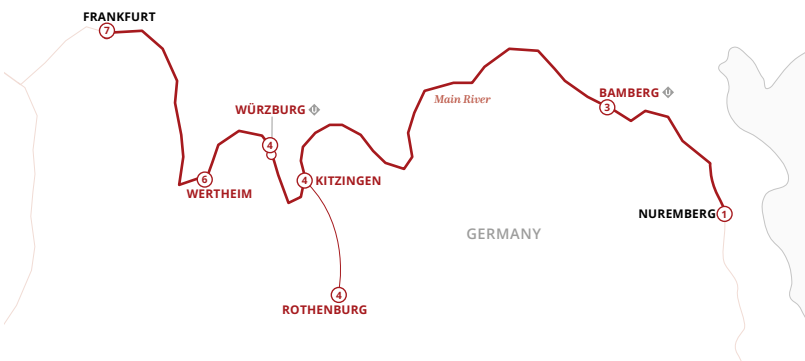 FRANKFURT
7
WÜRZBURG
4
6
WERTHEIM
4 KITZINGEN
Main River
BAMBERG
3
NUREMBERG 1
GERMANY
4
ROTHENBURG